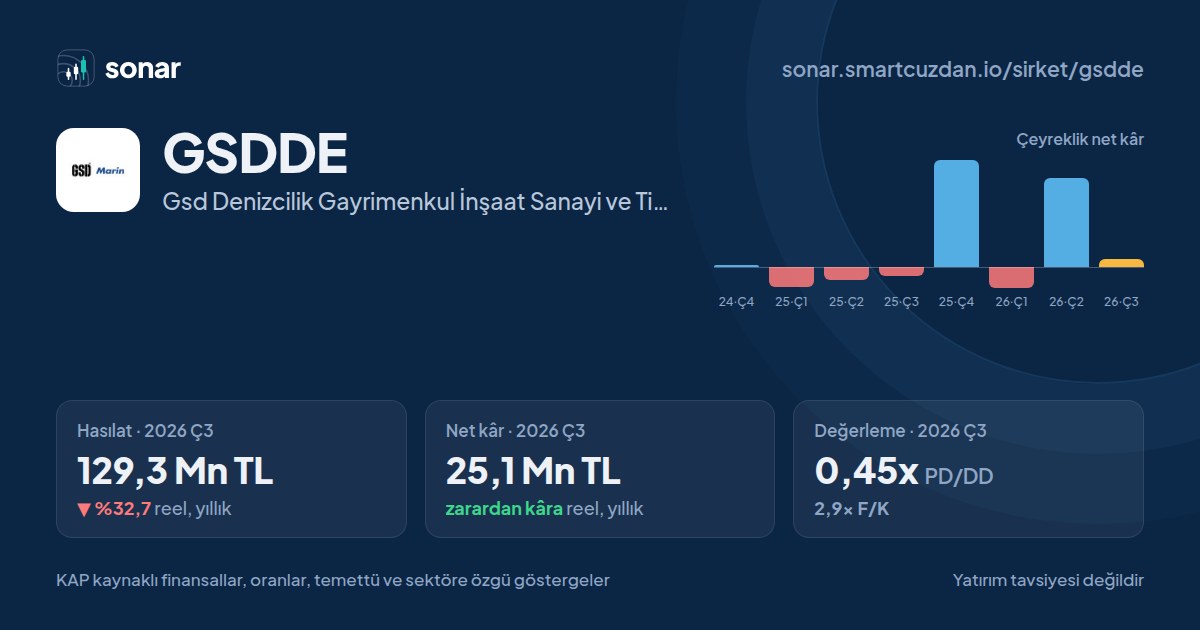 sonar
sonar.smartcuzdan.io/sirket/gsdde
GSD Marin
GSDDE
Gsd Denizcilik Gayrimenkul İnşaat Sanayi ve Ti...
Çeyreklik net kâr
24·Ç4 25·Ç1 25·Ç2 25·Ç3 25·Ç4 26·Ç1 26·Ç2 26·Ç3
Hasılat · 2026 Ç3
129,3 Mn TL
▼ %32,7 reel, yıllık
Net kâr · 2026 Ç3
25,1 Mn TL
zarardan kâra reel, yıllık
Değerleme · 2026 Ç3
0,45x PD/DD
2,9× F/K
KAP kaynaklı finansallar, oranlar, temettü ve sektöre özgü göstergeler
Yatırım tavsiyesi değildir